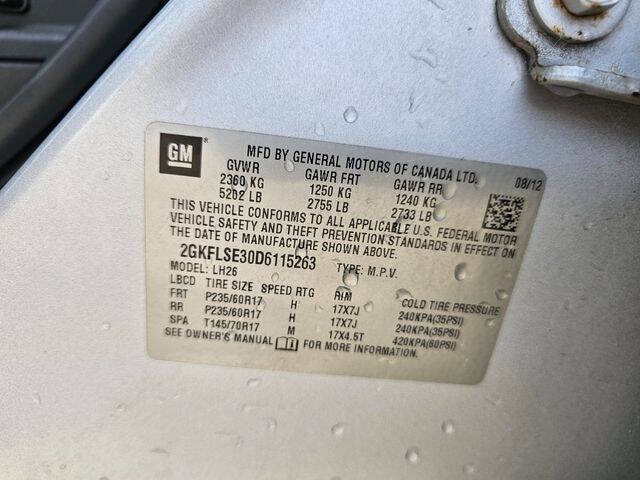 GM®
MFD BY GENERAL MOTORS OF CANADA LTD.
08/12
GVWR GAWR FRT GAWR RR
2360 KG 1250 KG 1240 KG
5202 LB 2755 LB 2733 LB
THIS VEHICLE CONFORMS TO ALL APPLICABLE U.S. FEDERAL MOTOR
VEHICLE SAFETY AND THEFT PREVENTION STANDARDS IN EFFECT ON
THE DATE OF MANUFACTURE SHOWN ABOVE.
2GKFLSE30D6115263 TYPE: M.P.V.
MODEL: LH26
LBCD TIRE SIZE SPEED RTG RIM COLD TIRE PRESSURE
FRT P235/60R17 H 17X7J 240KPA(35PSI)
RR P235/60R17 H 17X7J 240KPA(35PSI)
SPA T145/70R17 M 17X4.5T 420KPA(60PSI)
SEE OWNER'S MANUAL FOR MORE INFORMATION.